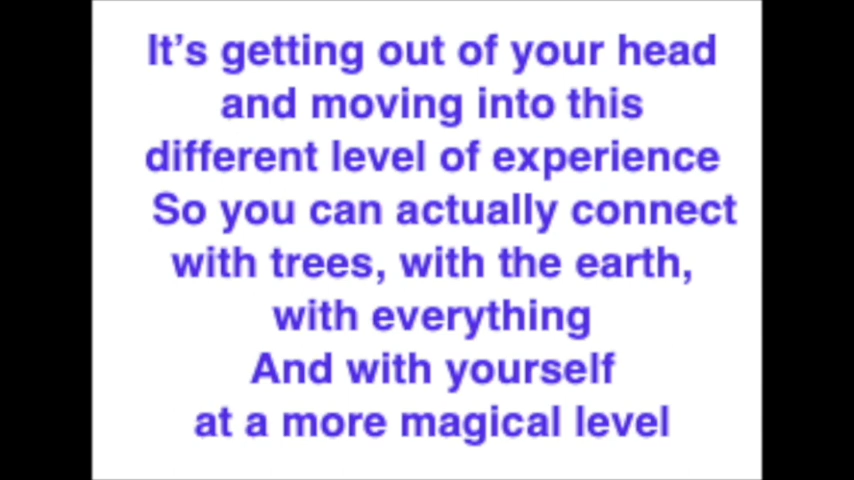 It’s getting out of your head
and moving into this
different level of experience
So you can actually connect
with trees, with the earth,
with everything
And with yourself
at a more magical level